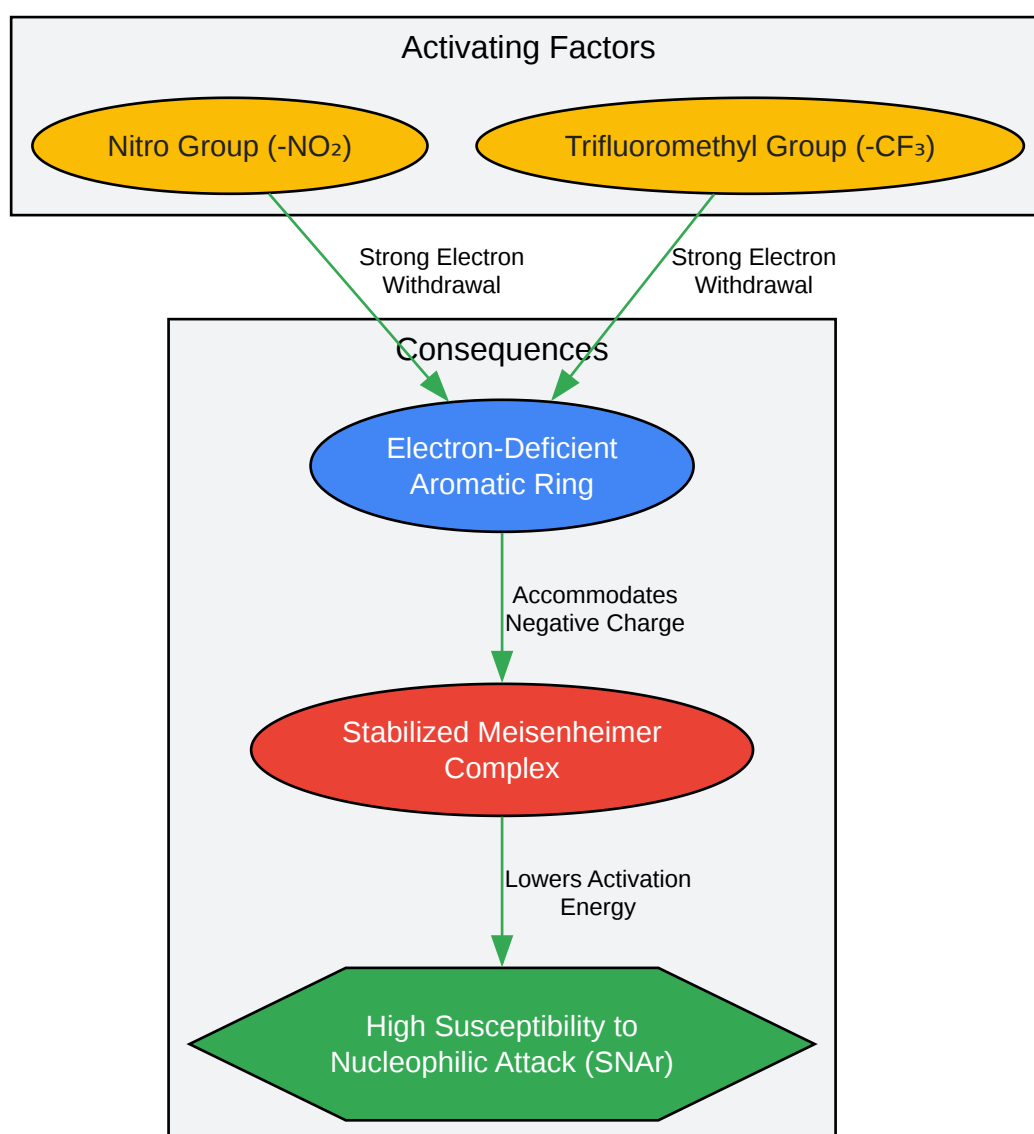 Activating Factors
Nitro Group (-NO₂)
Trifluoromethyl Group (-CF₃)
Strong Electron
Withdrawal
Strong Electron
Withdrawal
Consequences
Electron-Deficient
Aromatic Ring
Accommodates
Negative Charge
Stabilized Meisenheimer
Complex
Lowers Activation
Energy
High Susceptibility to
Nucleophilic Attack (SNAr)